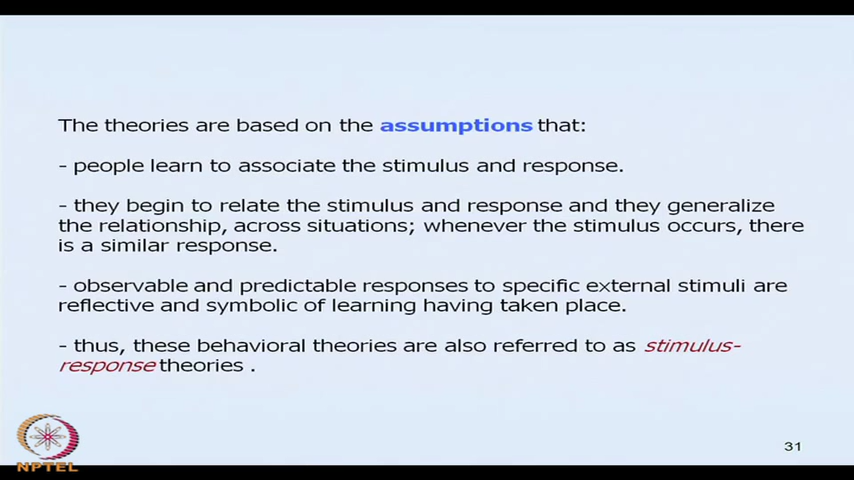 The theories are based on the assumptions that:
- people learn to associate the stimulus and response.
- they begin to relate the stimulus and response and they generalize
the relationship, across situations; whenever the stimulus occurs, there
is a similar response.
- observable and predictable responses to specific external stimuli are
reflective and symbolic of learning having taken place.
- thus, these behavioral theories are also referred to as stimulus-
response theories .
31
NPTEL